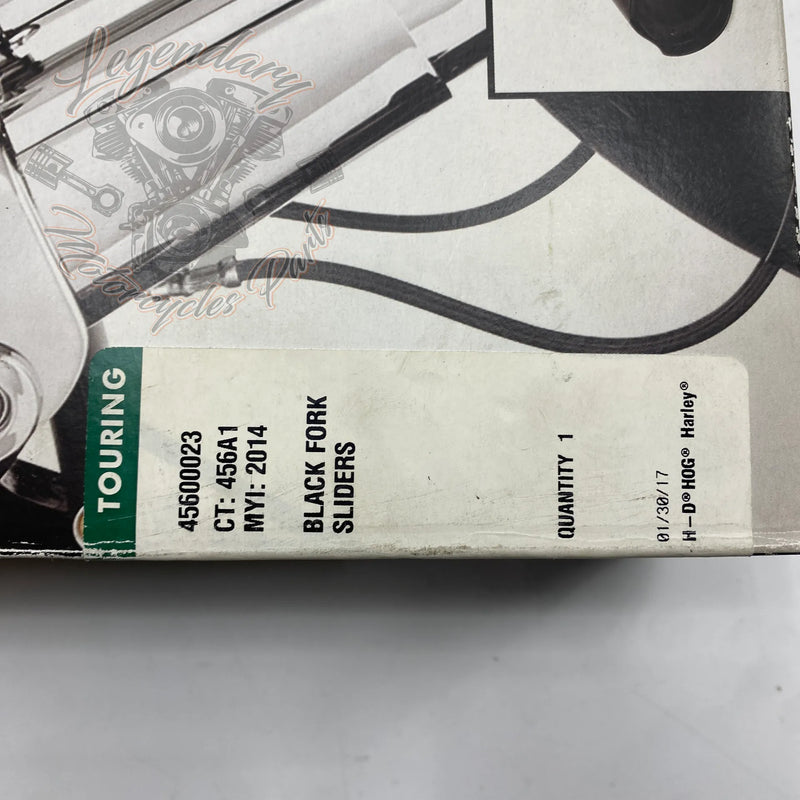 Legendary
Motorcycles Parts
TOURING
45600023
CT: 456A1
MYI: 2014
BLACK FORK
SLIDERS
QUANTITY 1
01/30/17
H-D® HOG® Harley®